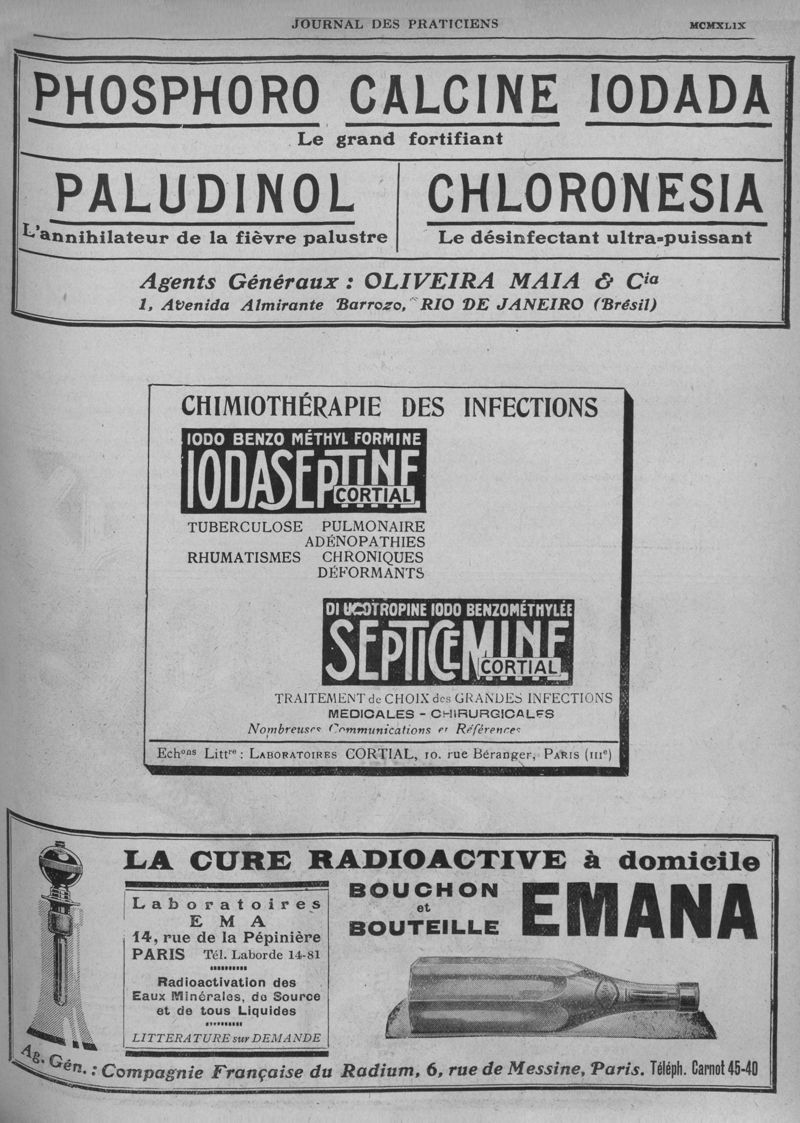 JOURNAL DES PRATICIENS
MCMXLIX
PHOSPHORO CALCINE IODADA
Le grand fortifiant
PALUDINOL
L'annihilateur de la fièvre palustre
CHLORONESIA
Le désinfectant ultra-puissant
Agents Généraux : OLIVEIRA MAIA & Cia
1, Avenida Almirante Barrozo, RIO DE JANEIRO (Brésil)
CHIMIOTHÉRAPIE DES INFECTIONS
IODO BENZO MÉTHYL FORMINE
IODASEPTINE
CORTIAL
TUBERCULOSE PULMONAIRE
ADÉNOPATHIES
RHUMATISMES CHRONIQUES
DÉFORMANTS
DI UCOTROPINE IODO BENZOMÉTHYLÉE
SEPTICEMINE
CORTIAL
TRAITEMENT de CHOIX des GRANDES INFECTIONS
MEDICALES - CHIRURGICALES
Nombreuses Communications et Références
Echons Littre : LABORATOIRES CORTIAL, 10. rue Béranger, PARIS (IIIe)
LA CURE RADIOACTIVE à domicile
Laboratoires
EMA
14, rue de la Pépinière
PARIS Tél. Laborde 14-81
Radioactivation des
Eaux Minérales, de Source
et de tous Liquides
LITTERATURE sur DEMANDE
BOUCHON
et
BOUTEILLE
EMANA
Ag. Gén. : Compagnie Française du Radium, 6, rue de Messine, Paris. Téléph. Carnot 45-40